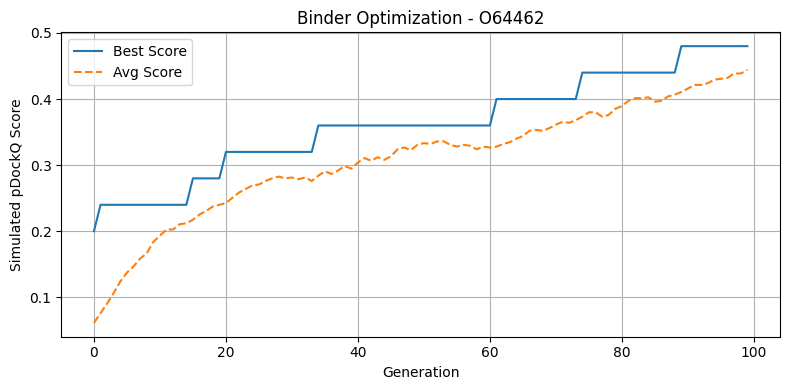 Binder Optimization - O64462
Best Score
Avg Score
Simulated pDockQ Score
0.5
0.4
0.3
0.2
0.1
0 20 40 60 80 100
Generation